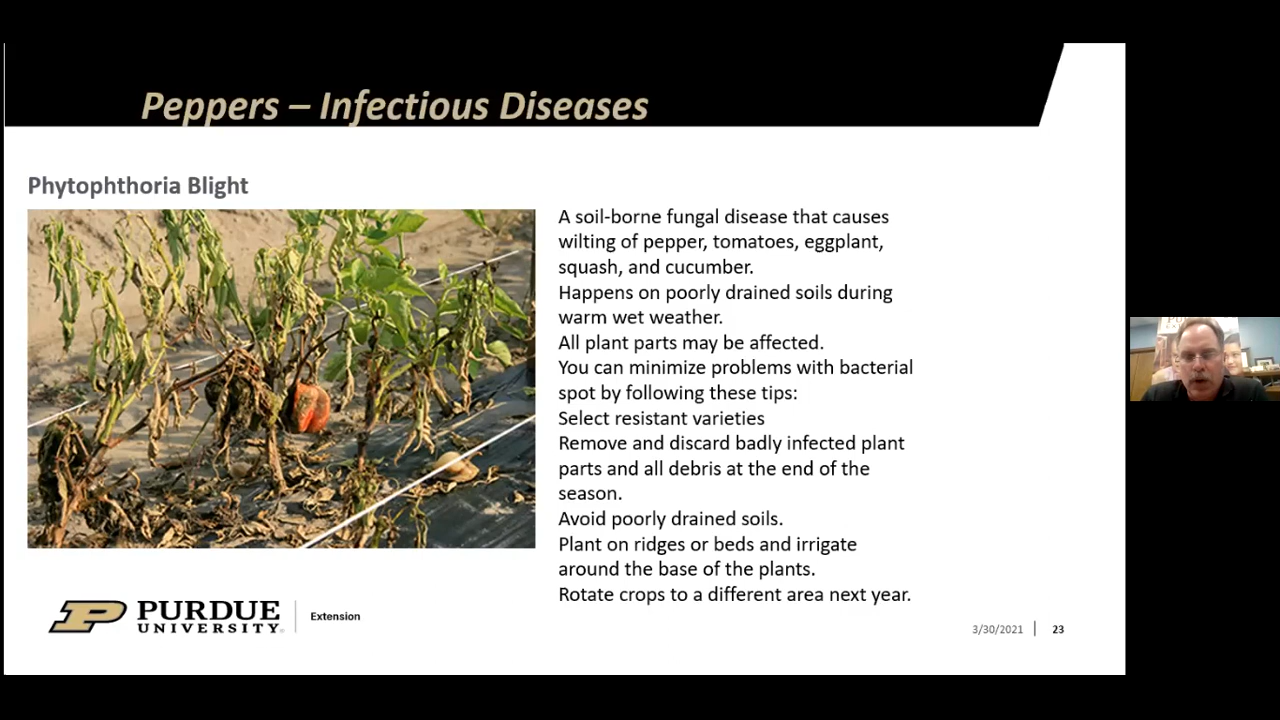 Peppers – Infectious Diseases
Phytophthoria Blight
A soil-borne fungal disease that causes
wilting of pepper, tomatoes, eggplant,
squash, and cucumber.
Happens on poorly drained soils during
warm wet weather.
All plant parts may be affected.
You can minimize problems with bacterial
spot by following these tips:
Select resistant varieties
Remove and discard badly infected plant
parts and all debris at the end of the
season.
Avoid poorly drained soils.
Plant on ridges or beds and irrigate
around the base of the plants.
Rotate crops to a different area next year.
P PURDUE
UNIVERSITY
Extension
3/30/2021 | 23